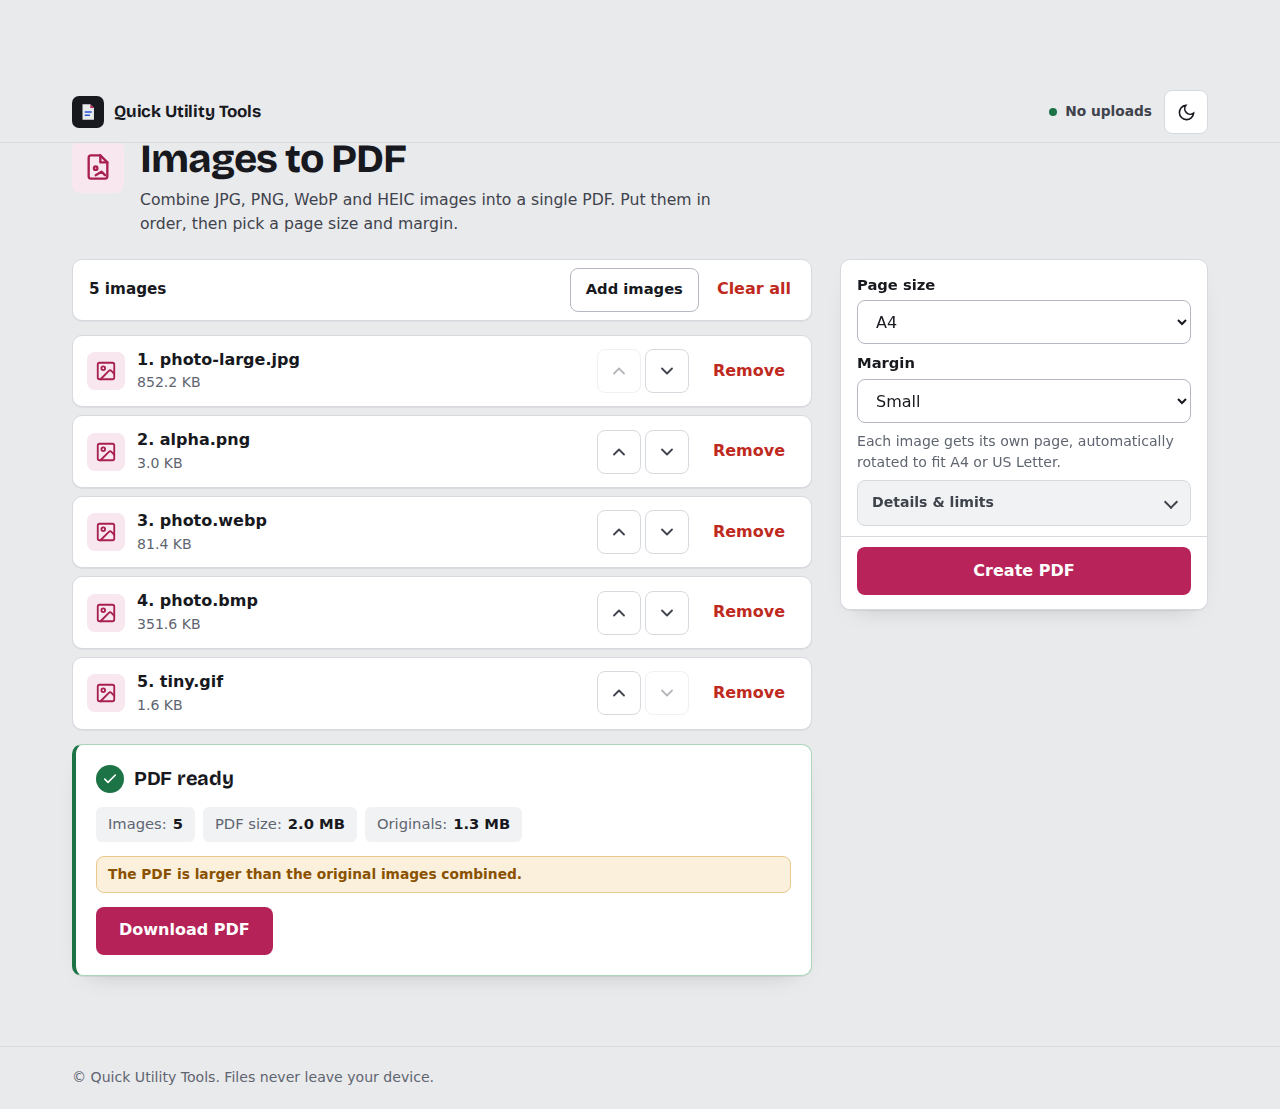 Quick Utility Tools
No uploads
Images to PDF
Combine JPG, PNG, WebP and HEIC images into a single PDF. Put them in
order, then pick a page size and margin.
5 images
Add images
Clear all
1. photo-large.jpg
852.2 KB
Remove
2. alpha.png
3.0 KB
Remove
3. photo.webp
81.4 KB
Remove
4. photo.bmp
351.6 KB
Remove
5. tiny.gif
1.6 KB
Remove
PDF ready
Images: 5
PDF size: 2.0 MB
Originals: 1.3 MB
The PDF is larger than the original images combined.
Download PDF
Page size
A4
Margin
Small
Each image gets its own page, automatically
rotated to fit A4 or US Letter.
Details & limits
Create PDF
© Quick Utility Tools. Files never leave your device.